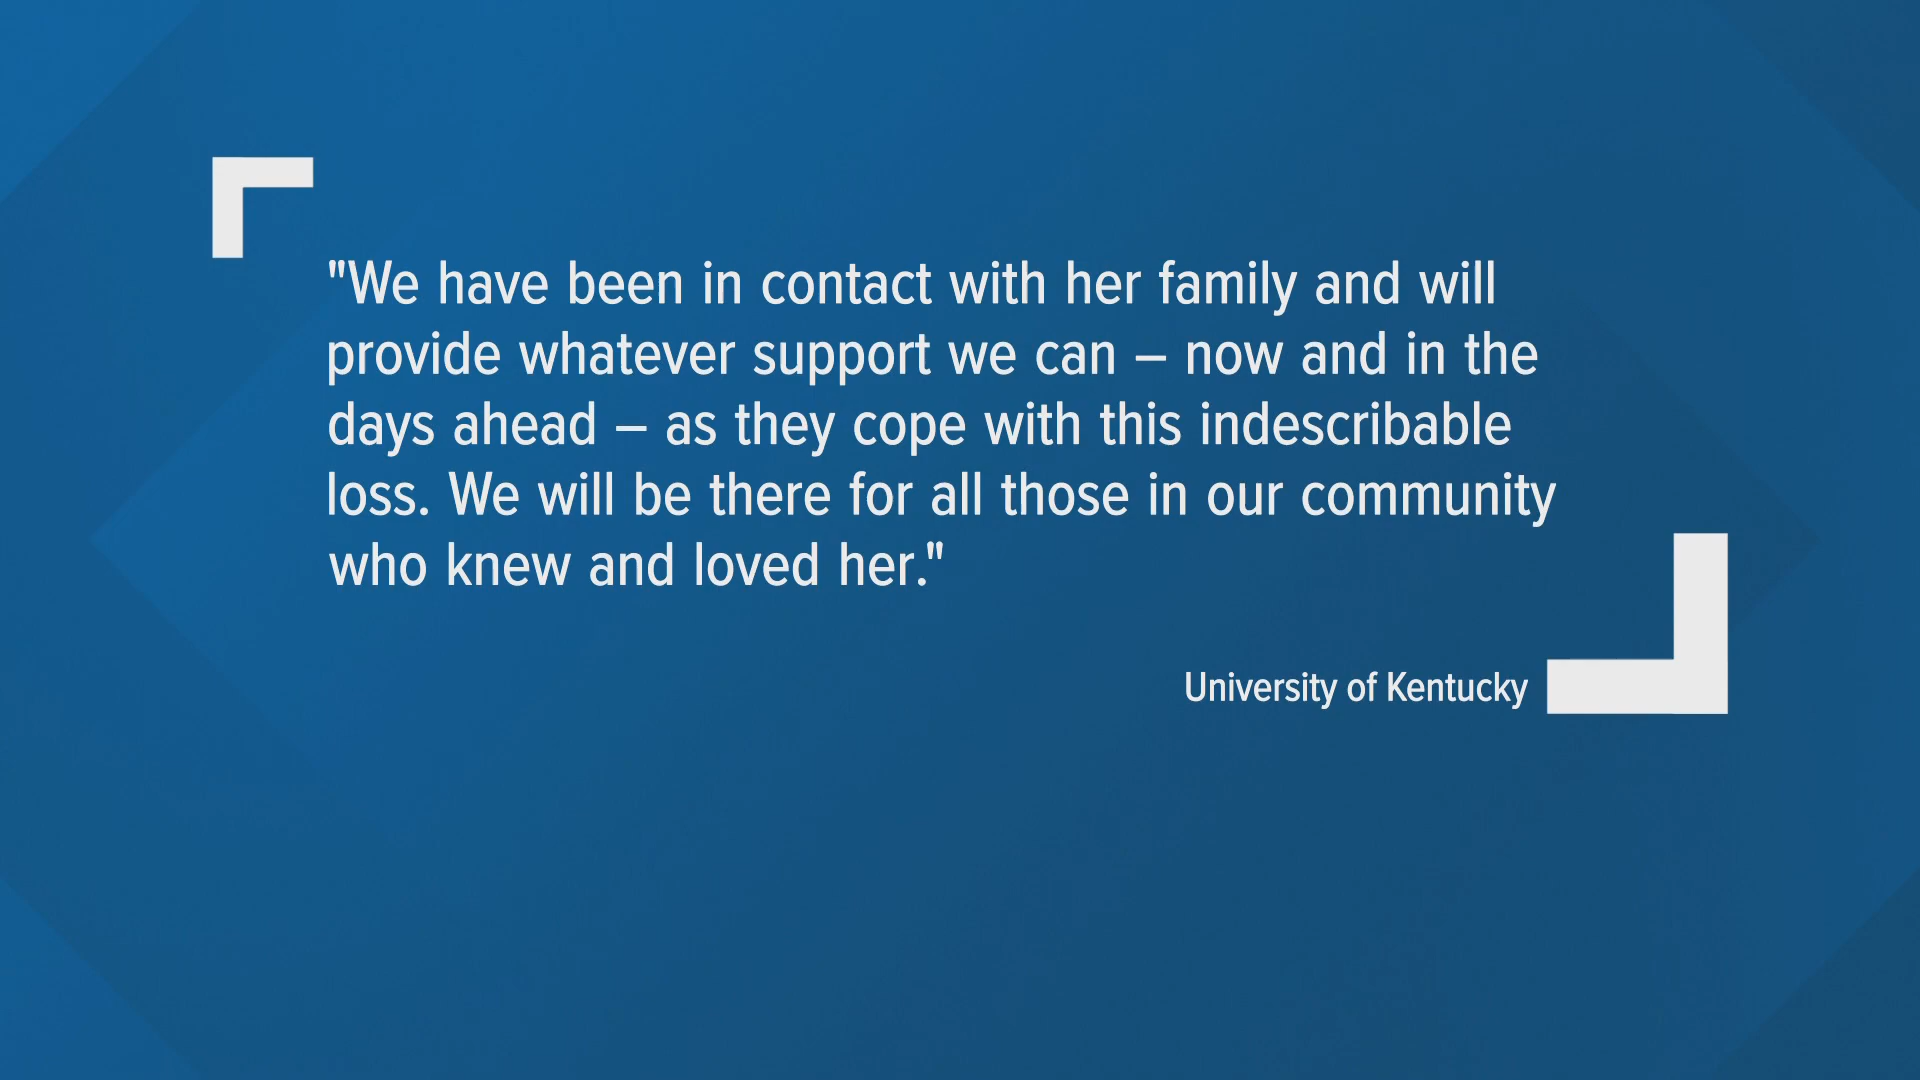 "We have been in contact with her family and will
provide whatever support we can – now and in the
days ahead – as they cope with this indescribable
loss. We will be there for all those in our community
who knew and loved her."
University of Kentucky